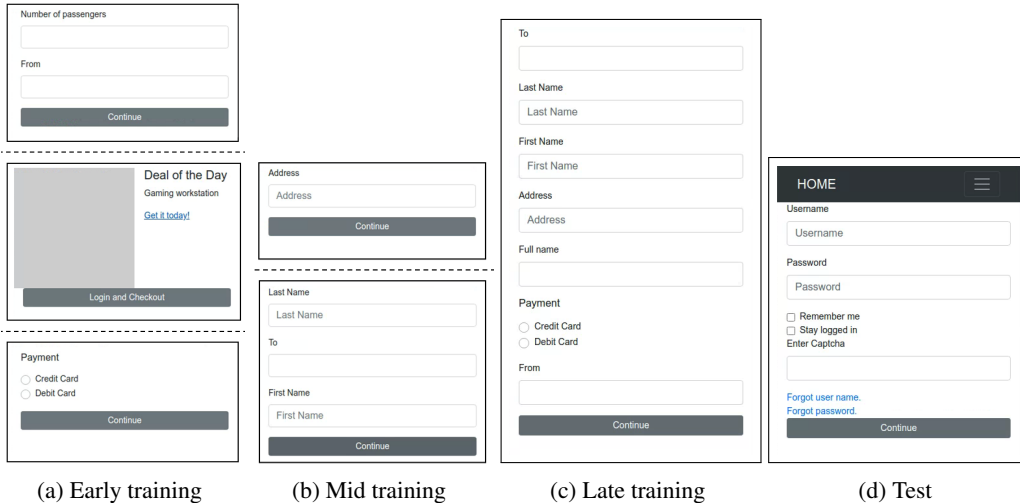 Number of passengers
From
Continue
Deal of the Day
Gaming workstation
Get it today!
Login and Checkout
Payment
Credit Card
Debit Card
Continue
(a) Early training
Address
Address
Continue
Last Name
Last Name
To
First Name
First Name
Continue
(b) Mid training
To
Last Name
Last Name
First Name
First Name
Address
Address
Full name
Payment
Credit Card
Debit Card
From
Continue
(c) Late training
HOME
Username
Username
Password
Password
Remember me
Stay logged in
Enter Captcha
Forgot user name.
Forgot password.
Continue
(d) Test